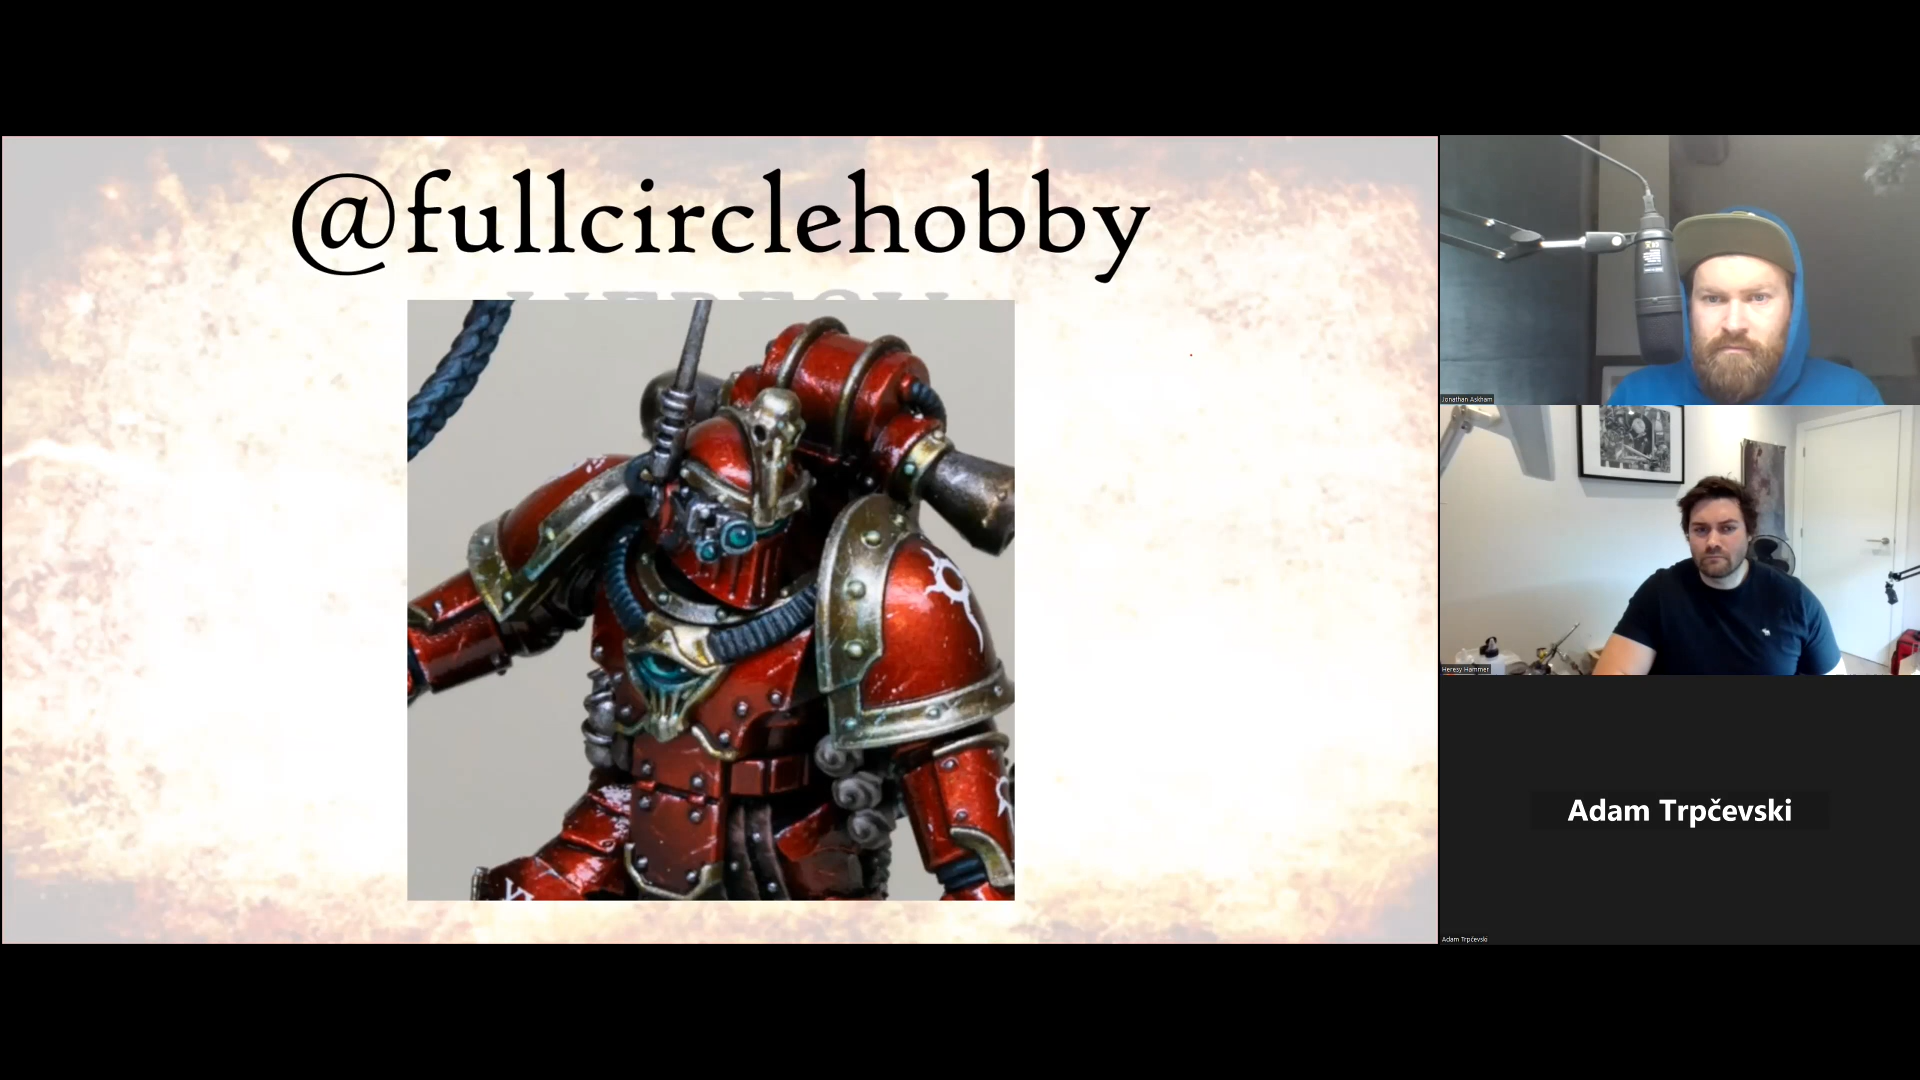 @fullcirclehobby
Jonathan Askham
Heresy Hammer
Adam Trpčevski
Adam Trpčevski